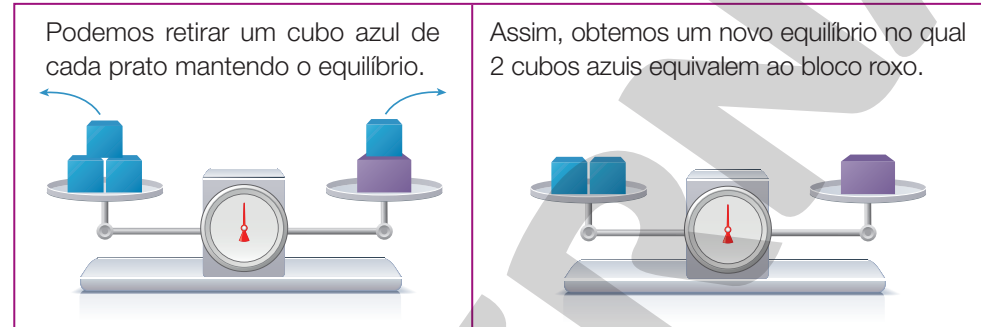 Podemos retirar um cubo azul de
cada prato mantendo o equilíbrio.
Assim, obtemos um novo equilíbrio no qual
2 cubos azuis equivalem ao bloco roxo.